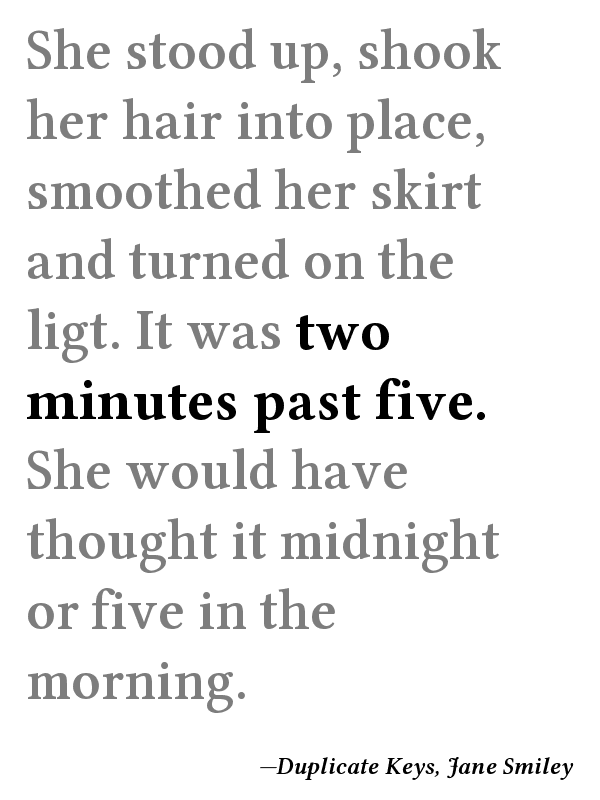 She stood up, shook
her hair into place,
smoothed her skirt
and turned on the
ligt. It was two
minutes past five.
She would have
thought it midnight
or five in the
morning.
—Duplicate Keys, Jane Smiley